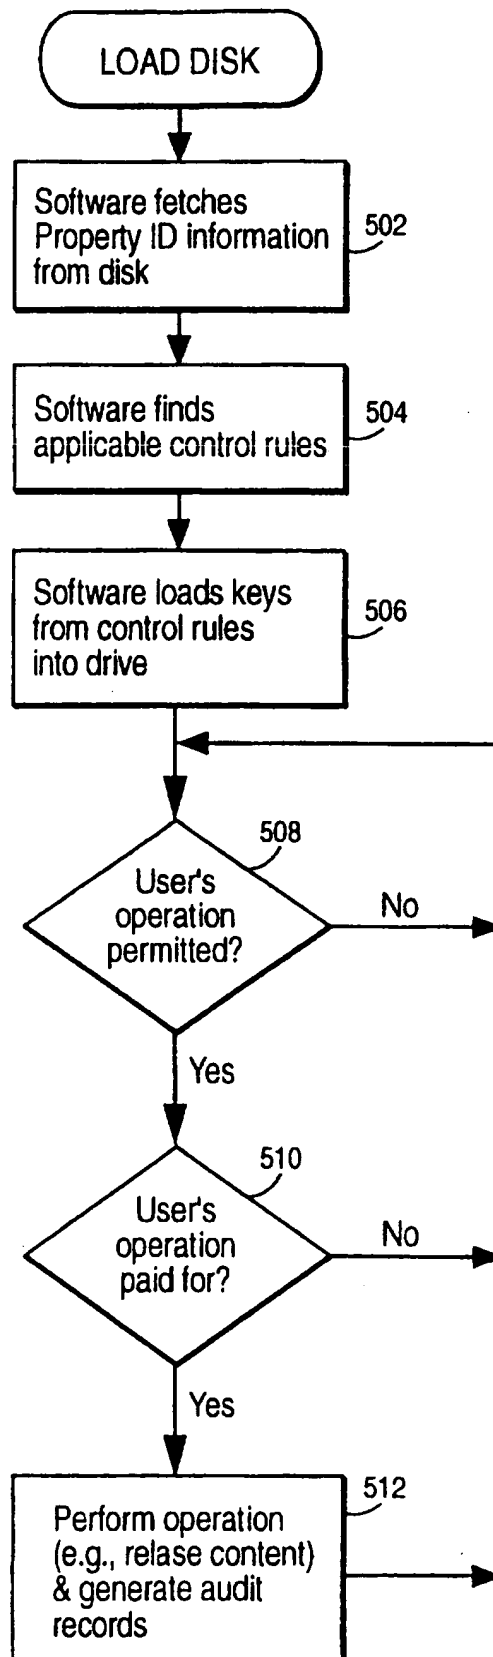 LOAD DISK
Software fetches
Property ID information
from disk
502
Software finds
applicable control rules
504
Software loads keys
from control rules
into drive
506
508
User's
operation
permitted?
No
Yes
510
User's
operation
paid for?
No
Yes
512
Perform operation
(e.g., relase content)
& generate audit
records